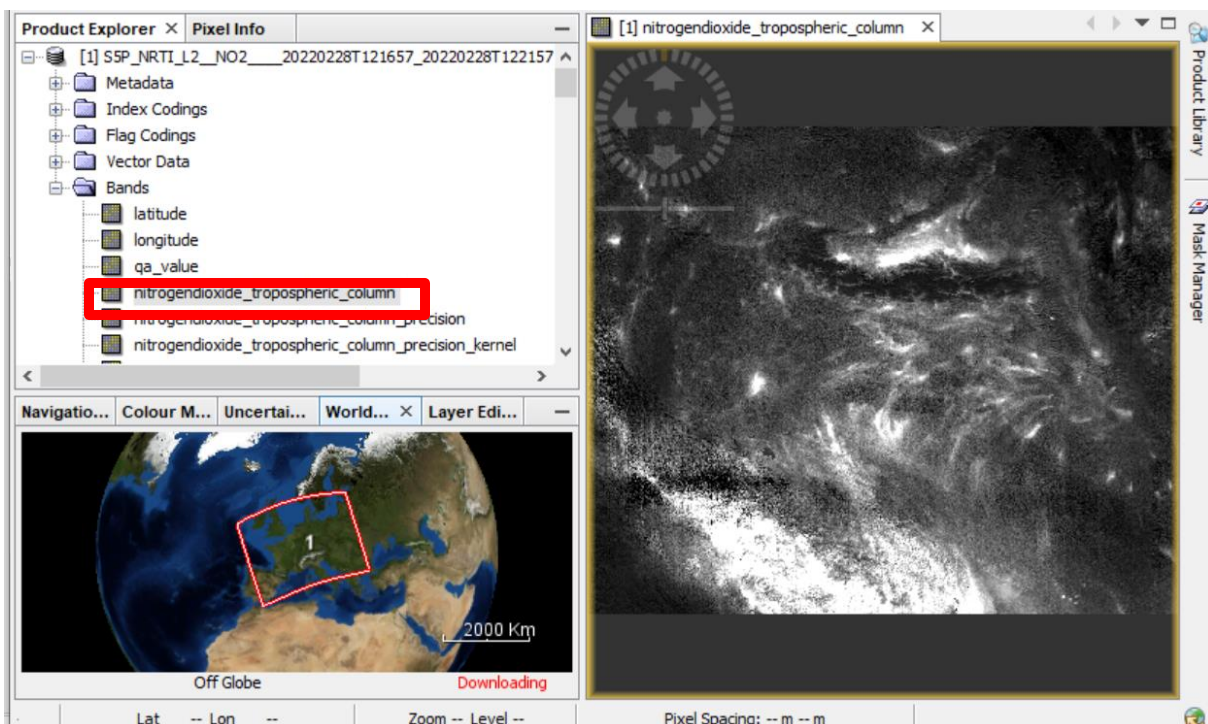 Product Explorer × Pixel Info
[1] S5P_NRTI_L2__NO2____20220228T121657_20220228T122157
Metadata
Index Codings
Flag Codings
Vector Data
Bands
latitude
longitude
qa_value
nitrogendioxide_tropospheric_column
nitrogendioxide_tropospheric_column_precision
nitrogendioxide_tropospheric_column_precision_kernel
Navigatio... Colour M... Uncertai... World... × Layer Edi...
1
2000 Km
Off Globe Downloading
[1] nitrogendioxide_tropospheric_column ×
Product Library
Mask Manager
Lat -- Lon -- Zoom -- Level -- Pixel Spacing: -- m -- m